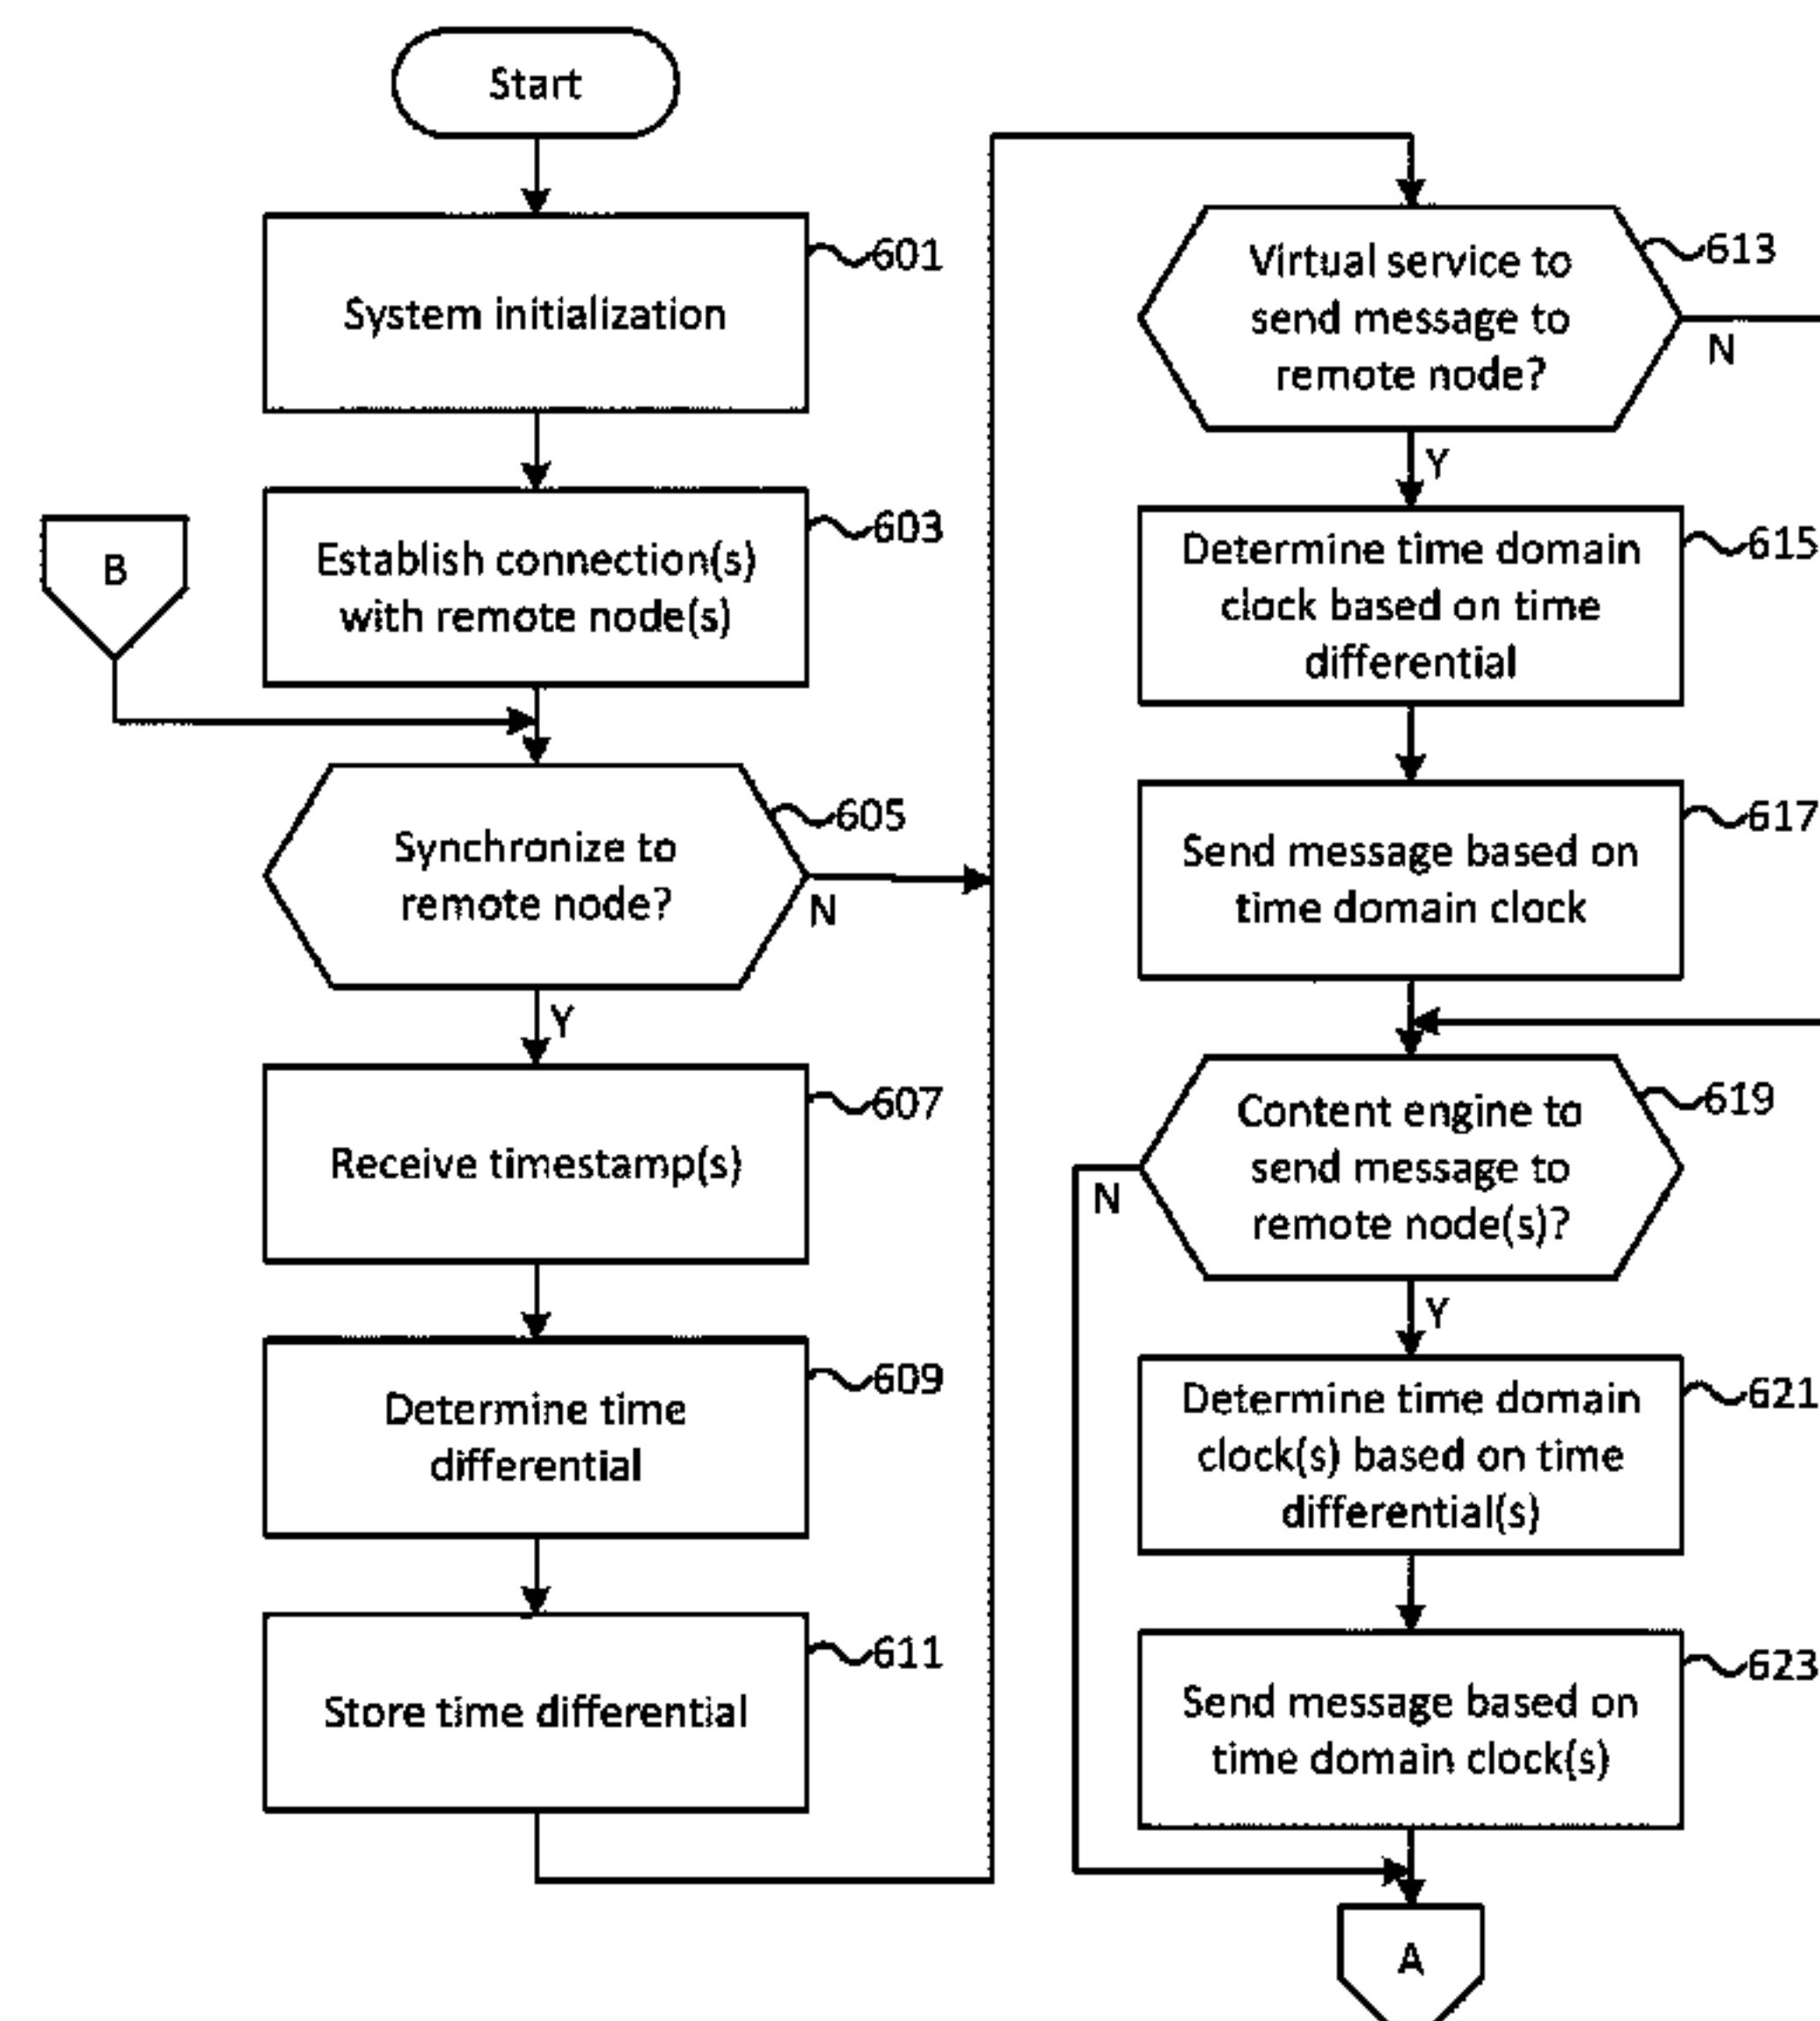 Start
System initialization
601
Establish connection(s)
with remote node(s)
603
B
Synchronize to
remote node?
605
N
Y
Receive timestamp(s)
607
Determine time
differential
609
Store time differential
611
Virtual service to
send message to
remote node?
613
N
Y
Determine time domain
clock based on time
differential
615
Send message based on
time domain clock
617
Content engine to
send message to
remote node(s)?
619
N
Y
Determine time domain
clock(s) based on time
differential(s)
621
Send message based on
time domain clock(s)
623
A